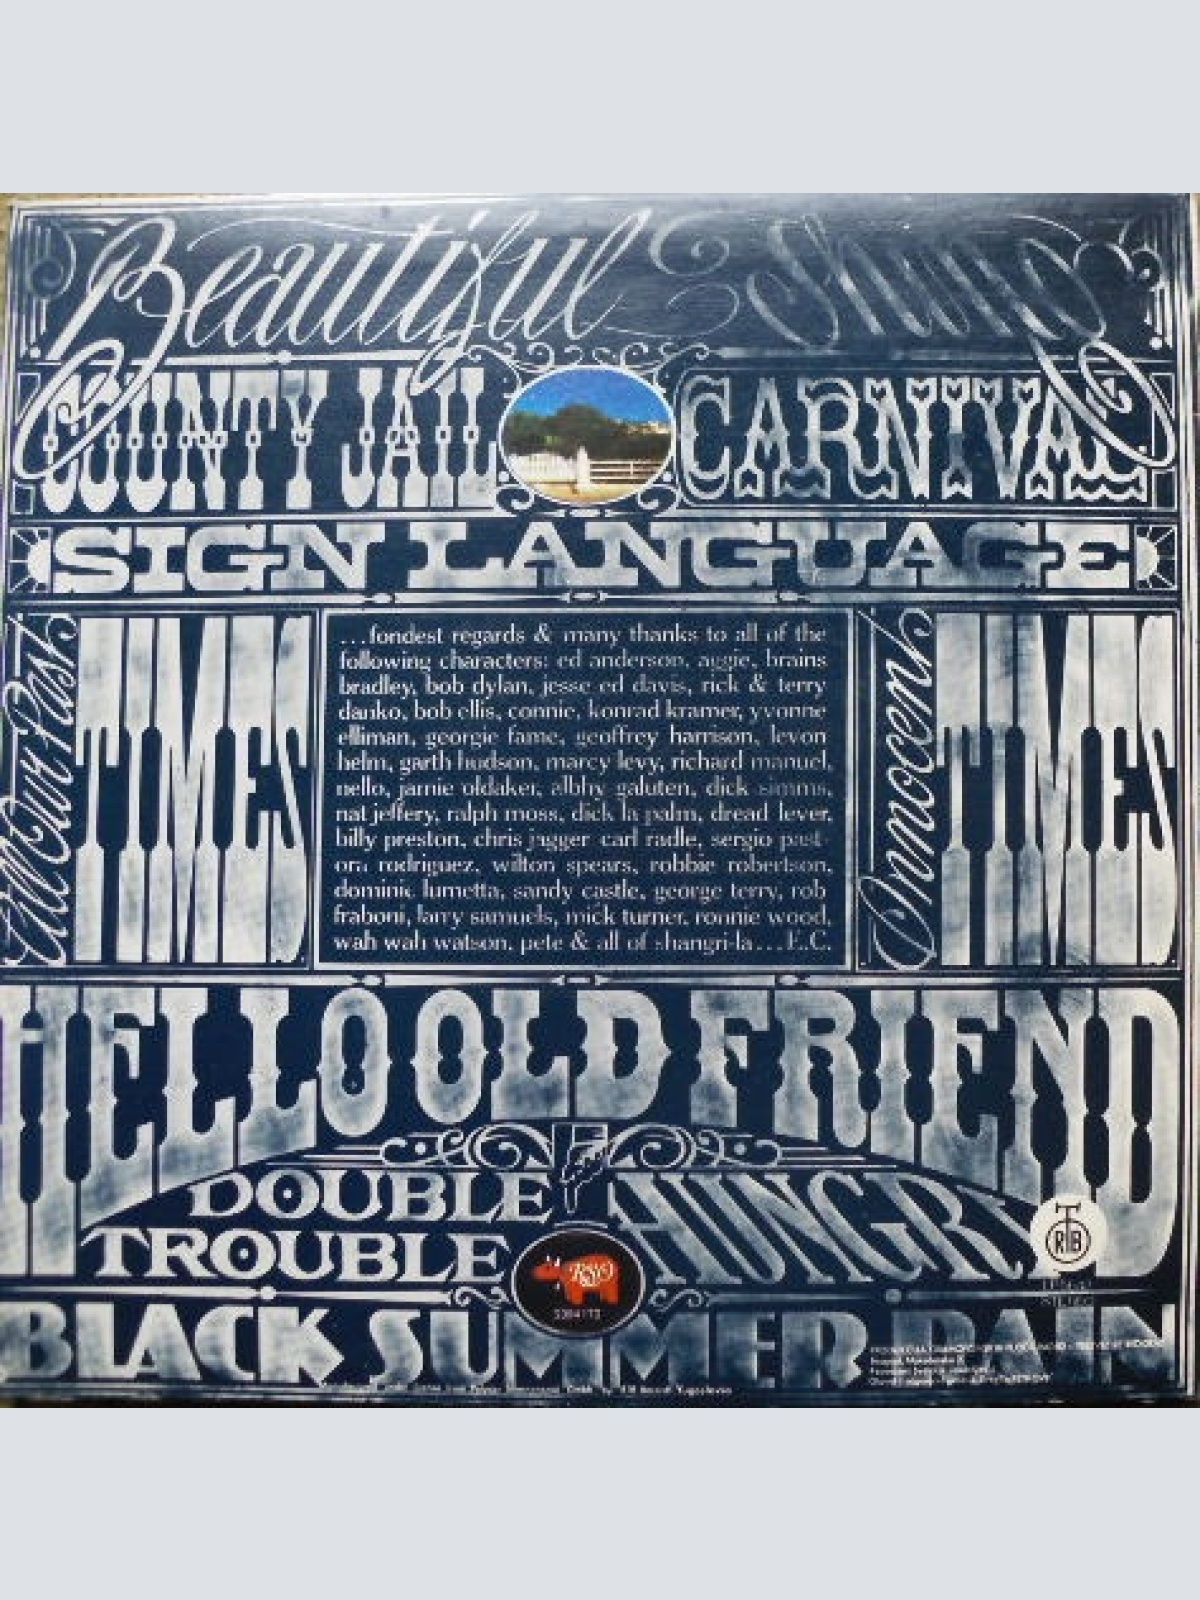 Beautiful Thing
COUNTY JAIL CARNIVAL
SIGN LANGUAGE
All Our Past TIMES
...fondest regards & many thanks to all of the
following characters: ed anderson, aggie, brains
bradley, bob dylan, jesse ed davis, rick & terry
danko, bob ellis, connie, konrad kramer, yvonne
elliman, georgie fame, geoffrey harrison, levon
helm, garth hudson, marcy levy, richard manuel,
nello, jamie oldaker, albhy galuten, dick simms,
nat jeffery, ralph moss, dick la palm, dread lever,
billy preston, chris jagger carl radle, sergio past-
ora rodriguez, wilton spears, robbie robertson,
dominic lumetta, sandy castle, george terry, rob
fraboni, larry samuels, mick turner, ronnie wood,
wah wah watson, pete & all of shangri-la...E.C.
Innocent TIMES
HELLO OLD FRIEND
DOUBLE
TROUBLE
HUNGRY
RSO
2394173
RTB
STEREO
BLACK SUMMER RAIN